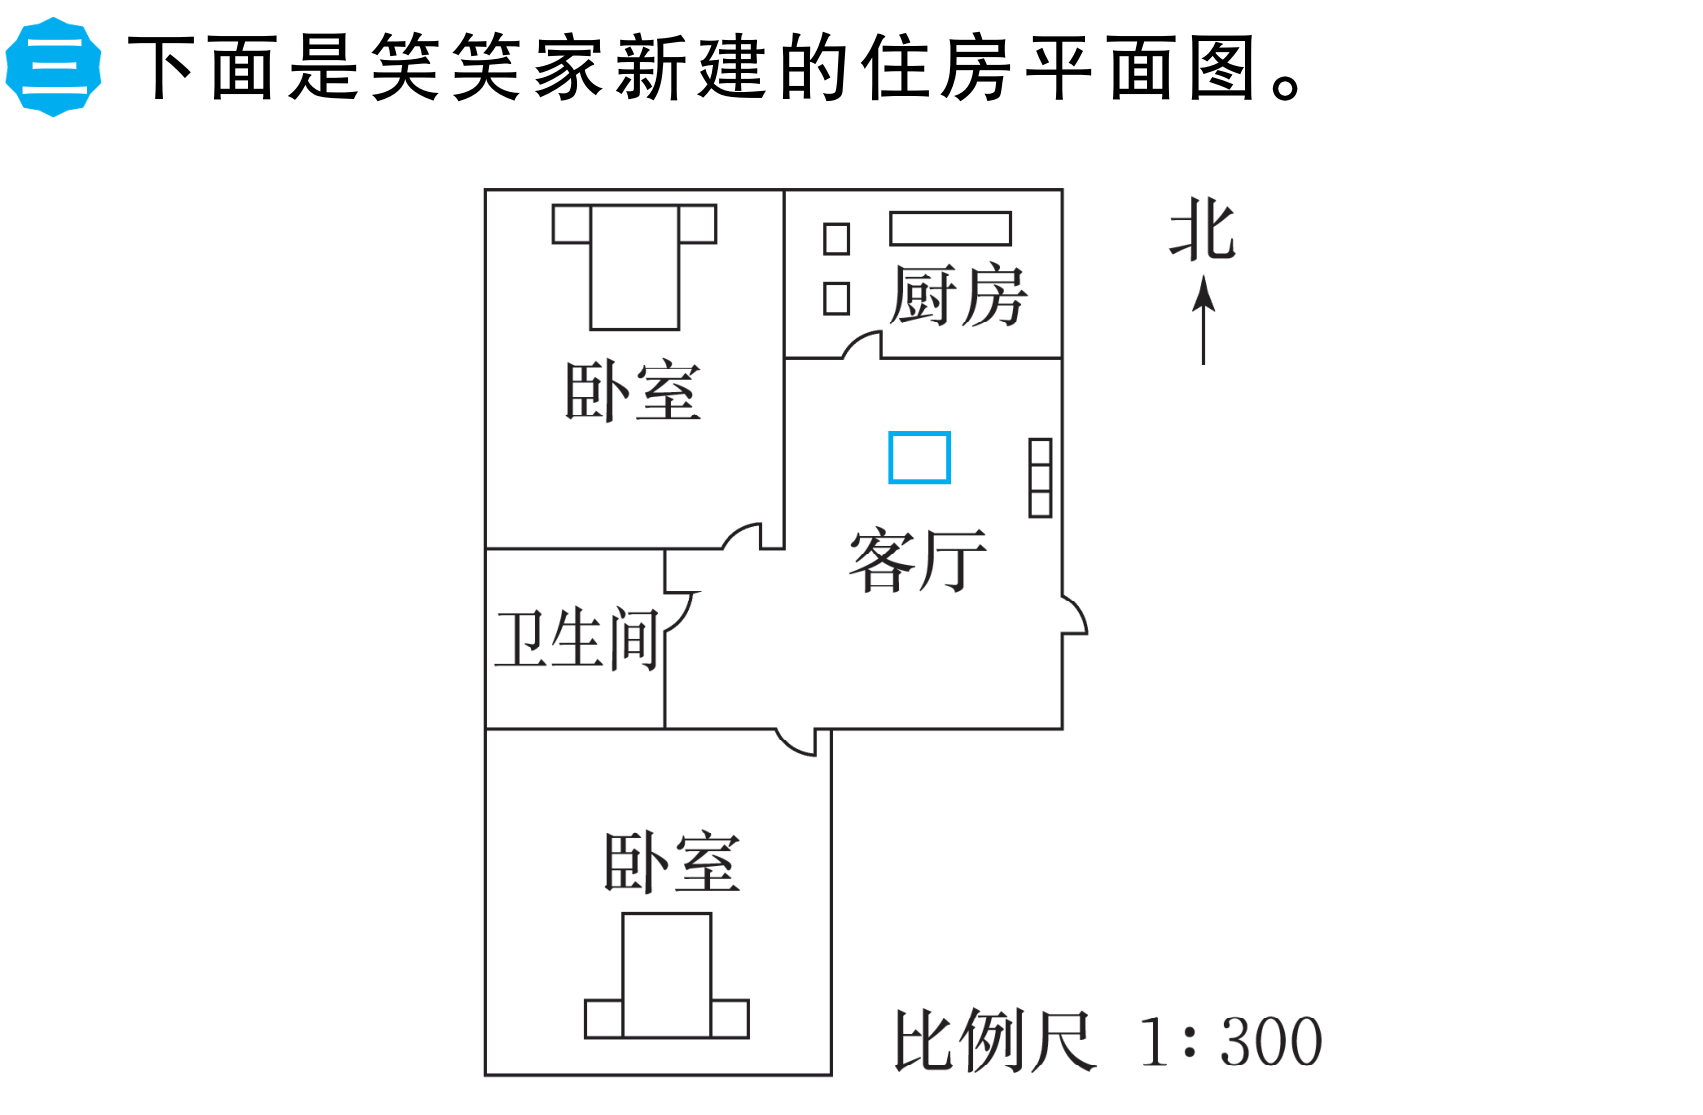 三 下面是笑笑家新建的住房平面图。
北
厨房
卧室
客厅
卫生间
卧室
比例尺 1:300